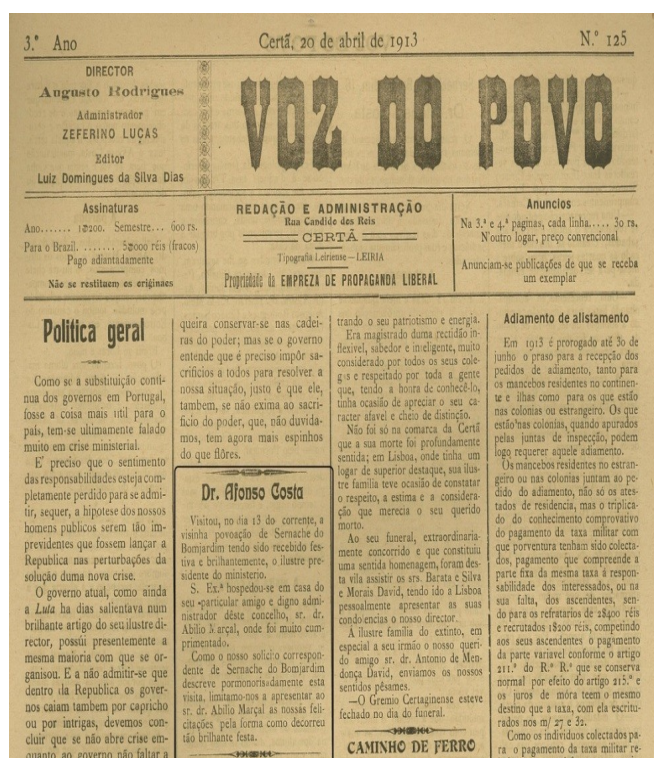 3.º Ano
Certã, 20 de abril de 1913
N.º 125
DIRECTOR
Augusto Rodrigues
Administrador
ZEFERINO LUÇAS
Editor
Luiz Domingues da Silva Dias
VOZ DO POVO
Assinaturas
Ano....... 1$200. Semestre... 600 rs.
Para o Brazil. ....... 5$000 réis (fracos)
Pago adiantadamente
Não se restituem os originaes
REDAÇÃO E ADMINISTRAÇÃO
Rua Candido dos Reis
CERTÃ
Tipografia Leiriense—LEIRIA
Propriedade da EMPREZA DE PROPAGANDA LIBERAL
Anuncios
Na 3.ª e 4.ª paginas, cada linha..... 30 rs.
N'outro logar, preço convencional
Anunciam-se publicações de que se receba
um exemplar
Politica geral
Como se a substituição conti-
nua dos governos em Portugal,
fosse a coisa mais util para o
país, tem-se ultimamente falado
muito em crise ministerial.
E' preciso que o sentimento
das responsabilidades esteja com-
pletamente perdido para se admi-
tir, sequer, a hipotese dos nossos
homens publicos serem tão im-
previdentes que fossem lançar a
Republica nas perturbações da
solução duma nova crise.
O governo atual, como ainda
a Luta ha dias salientava num
brilhante artigo do seu ilustre di-
rector, possúi presentemente a
mesma maioria com que se or-
ganisou. E a não admitir-se que
dentro da Republica os gover-
nos caiam tambem por capricho
ou por intrigas, devemos con-
cluir que se não abre crise em-
quanto ao governo não faltar a
queira conservar-se nas cadei-
ras do poder; mas se o governo
entende que é preciso impôr sa-
crificios a todos para resolver a
nossa situação, justo é que ele,
tambem, se não exima ao sacri-
ficio do poder, que, não duvida-
mos, tem agora mais espinhos
do que flôres.
Dr. Afonso Costa
Visitou, no dia 13 do corrente, a
visinha povoação de Sernache do
Bomjardim tendo sido recebido fes-
tiva e brilhantemente, o ilustre pre-
sidente do ministerio.
S. Ex.ª hospedou-se em casa do
seu particular amigo e digno admi-
nistrador déste concelho, sr. dr.
Abilio Marçal, onde foi muito cum-
primentado.
Como o nosso solicito correspon-
dente de Sernache do Bomjardim
descreve pormonorisadamente esta
visita, limitamo-nos a apresentar ao
sr. dr. Abilio Marçal as nossas feli-
citações pela forma como decorreu
tão brilhante festa.
trando o seu patriotismo e energia.
Era magistrado duma rectidão in-
flexivel, sabedor e inteligente, muito
considerado por todos os seus cole-
gas e respeitado por toda a gente
que, tendo a honra de conhecê-lo,
tinha ocasião de apreciar o seu ca-
racter afavel e cheio de distinção.
Não foi só na comarca da Certã
que a sua morte foi profundamente
sentida; em Lisboa, onde tinha um
logar de superior destaque, sua ilus-
tre familia teve ocasião de constatar
o respeito, a estima e a considera-
ção que merecia o seu querido
morto.
Ao seu funeral, extraordinaria-
mente concorrido e que constituiu
uma sentida homenagem, foram des-
ta vila assistir os srs. Barata e Silva
e Morais David, tendo ido a Lisboa
pessoalmente apresentar as suas
condolencias o nosso director.
A ilustre familia do extinto, em
especial a seu irmão o nosso queri-
do amigo sr. dr. Antonio de Men-
donça David, enviamos os nossos
sentidos pêsames.
—O Gremio Certaginense esteve
fechado no dia do funeral.
CAMINHO DE FERRO
Adiamento de alistamento
Em 1913 é prorogado até 30 de
junho o praso para a recepção dos
pedidos de adiamento, tanto para
os mancebos residentes no continen-
te e ilhas como para os que estão
nas colonias ou estrangeiro. Os que
estão nas colonias, quando apurados
pelas juntas de inspecção, podem
logo requerer aquele adiamento.
Os mancebos residentes no estran-
geiro ou nas colonias juntam ao pe-
dido do adiamento, não só os ates-
tados de residencia, mas o triplica-
do do conhecimento comprovativo
do pagamento da taxa militar com
que porventura tenham sido colecta-
dos, pagamento que compreende a
parte fixa da mesma taxa á respon-
sabilidade dos interessados, ou na
sua falta, dos ascendentes, sen-
do para os refratarios de 2$400 réis
e recrutados 1$200 réis, competindo
aos seus ascendentes o pagamento
da parte variavel conforme o artigo
211.º do R.º R.º que se conserva
normal por efeito do artigo 215.º e
os juros de móra teem o mesmo
destino que a taxa, com ela escritu-
rados nos m/ 27 e 32.
Como os individuos colectados pa-
ra o pagamento da taxa militar re-